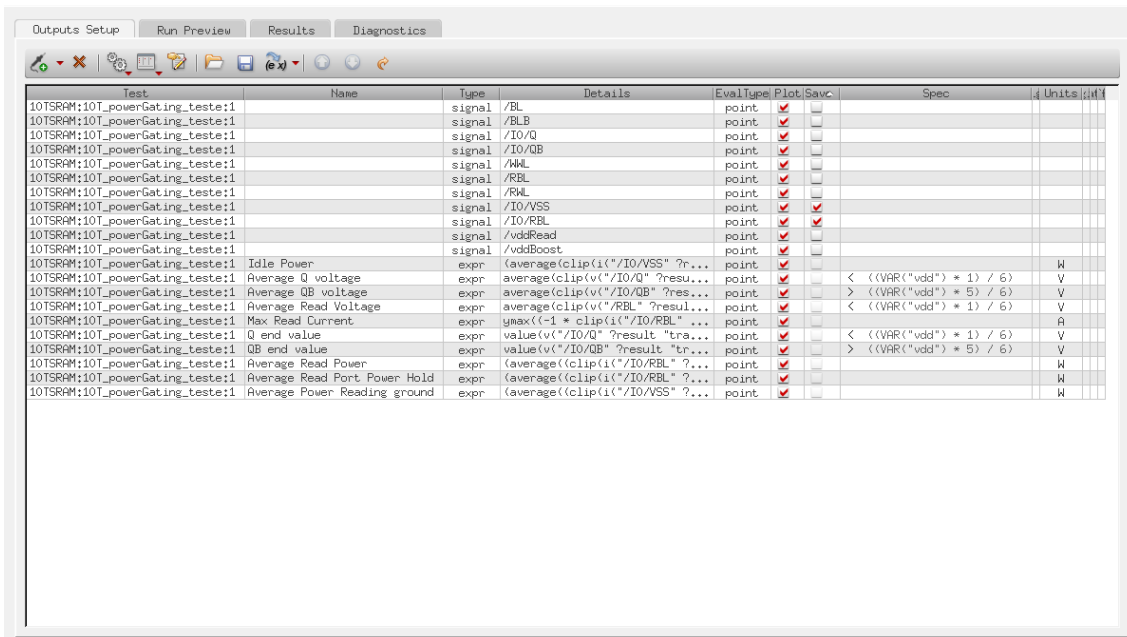 Outputs Setup Run Preview Results Diagnostics
(e x)
Test Name Type Details EvalType Plot Save Spec Units
10TSRAM:10T_powerGating_teste:1 signal /BL point
10TSRAM:10T_powerGating_teste:1 signal /BLB point
10TSRAM:10T_powerGating_teste:1 signal /I0/Q point
10TSRAM:10T_powerGating_teste:1 signal /I0/QB point
10TSRAM:10T_powerGating_teste:1 signal /WWL point
10TSRAM:10T_powerGating_teste:1 signal /RBL point
10TSRAM:10T_powerGating_teste:1 signal /RWL point
10TSRAM:10T_powerGating_teste:1 signal /I0/VSS point
10TSRAM:10T_powerGating_teste:1 signal /I0/RBL point
10TSRAM:10T_powerGating_teste:1 signal /vddRead point
10TSRAM:10T_powerGating_teste:1 signal /vddBoost point
10TSRAM:10T_powerGating_teste:1 Idle Power expr (average(clip(i("/I0/VSS" ?r... point W
10TSRAM:10T_powerGating_teste:1 Average Q voltage expr average(clip(v("/I0/Q" ?resu... point < ((VAR("vdd") * 1) / 6) V
10TSRAM:10T_powerGating_teste:1 Average QB voltage expr average(clip(v("/I0/QB" ?res... point > ((VAR("vdd") * 5) / 6) V
10TSRAM:10T_powerGating_teste:1 Average Read Voltage expr average(clip(v("/RBL" ?resul... point < ((VAR("vdd") * 1) / 6) V
10TSRAM:10T_powerGating_teste:1 Max Read Current expr ymax((-1 * clip(i("/I0/RBL" ... point A
10TSRAM:10T_powerGating_teste:1 Q end value expr value(v("/I0/Q" ?result "tr... point < ((VAR("vdd") * 1) / 6) V
10TSRAM:10T_powerGating_teste:1 QB end value expr value(v("/I0/QB" ?result "tr... point > ((VAR("vdd") * 5) / 6) V
10TSRAM:10T_powerGating_teste:1 Average Read Power expr (average((clip(i("/I0/RBL" ?... point W
10TSRAM:10T_powerGating_teste:1 Average Read Port Power Hold expr (average((clip(i("/I0/RBL" ?... point W
10TSRAM:10T_powerGating_teste:1 Average Power Reading ground expr (average((clip(i("/I0/VSS" ?... point W